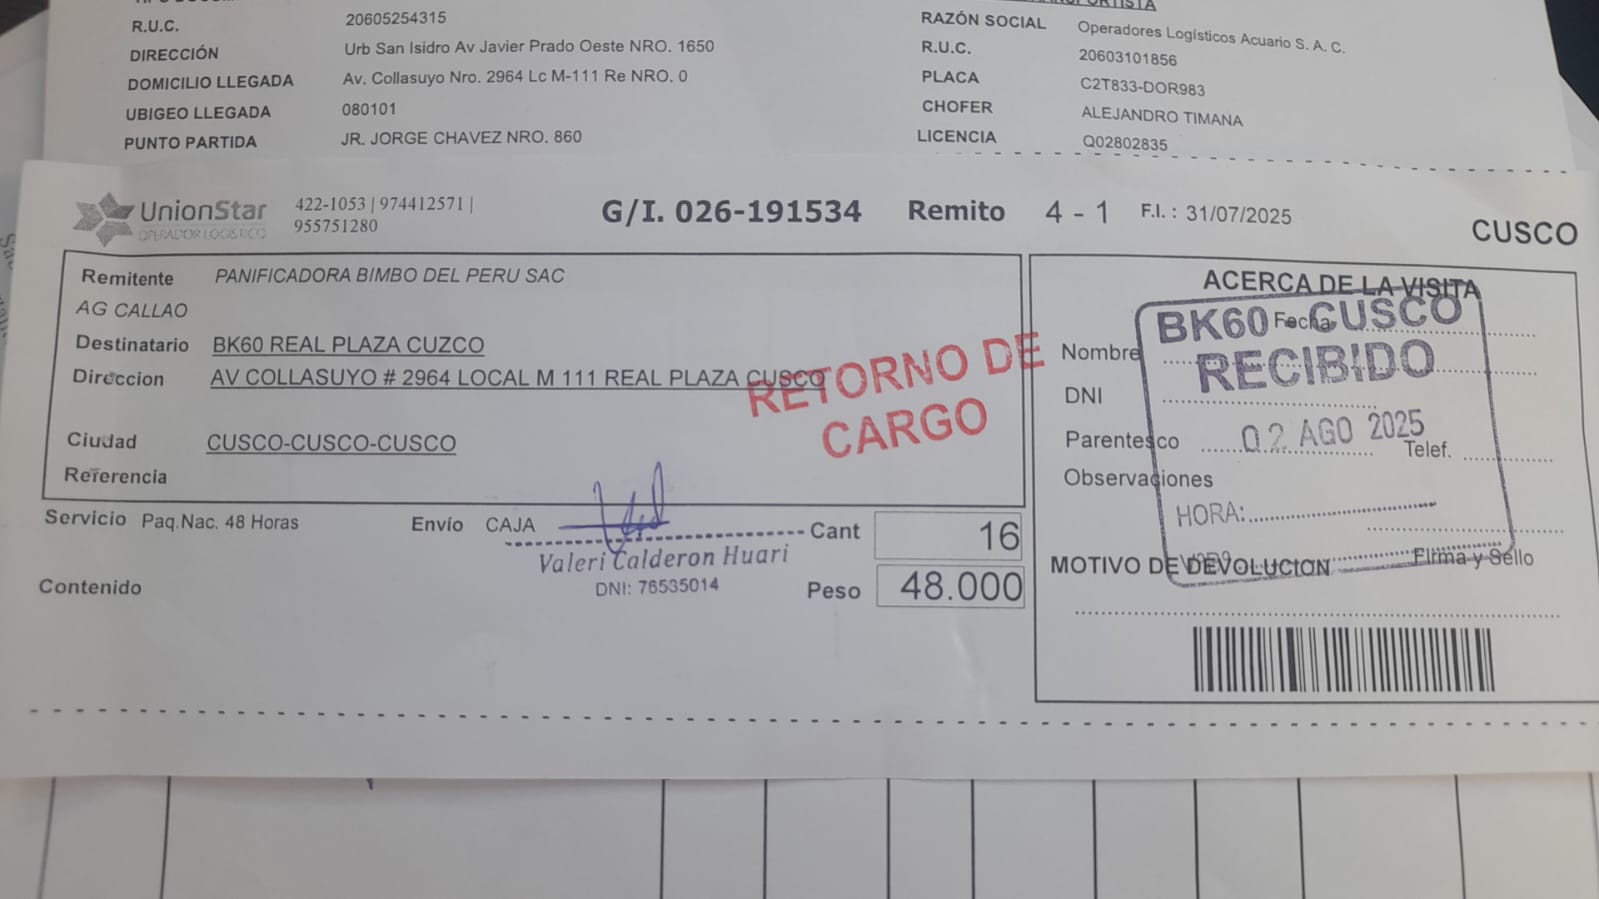 R.U.C. 20605254315
DIRECCIÓN Urb San Isidro Av Javier Prado Oeste NRO. 1650
DOMICILIO LLEGADA Av. Collasuyo Nro. 2964 Lc M-111 Re NRO. 0
UBIGEO LLEGADA 080101
PUNTO PARTIDA JR. JORGE CHAVEZ NRO. 860
RAZÓN SOCIAL Operadores Logísticos Acuario S. A. C.
R.U.C. 20603101856
PLACA C2T833-DOR983
CHOFER ALEJANDRO TIMANA
LICENCIA Q02802835
UnionStar
OPERADOR LOGISTICO
422-1053 | 974412571 |
955751280
G/I. 026-191534 Remito 4 - 1 F.I. : 31/07/2025
CUSCO
Remitente PANIFICADORA BIMBO DEL PERU SAC
AG CALLAO
Destinatario BK60 REAL PLAZA CUZCO
Direccion AV COLLASUYO # 2964 LOCAL M 111 REAL PLAZA CUSCO
Ciudad CUSCO-CUSCO-CUSCO
Referencia
RETORNO DE
CARGO
Servicio Paq.Nac. 48 Horas Envío CAJA Cant 16
Valeri Calderon Huari
DNI: 76535014
Contenido Peso 48.000
ACERCA DE LA VISITA
Fecha
Nombre
DNI
Parentesco Telef.
Observaciones
MOTIVO DE DEVOLUCION Firma y Sello
BK60 CUSCO
RECIBIDO
02 AGO 2025
HORA: